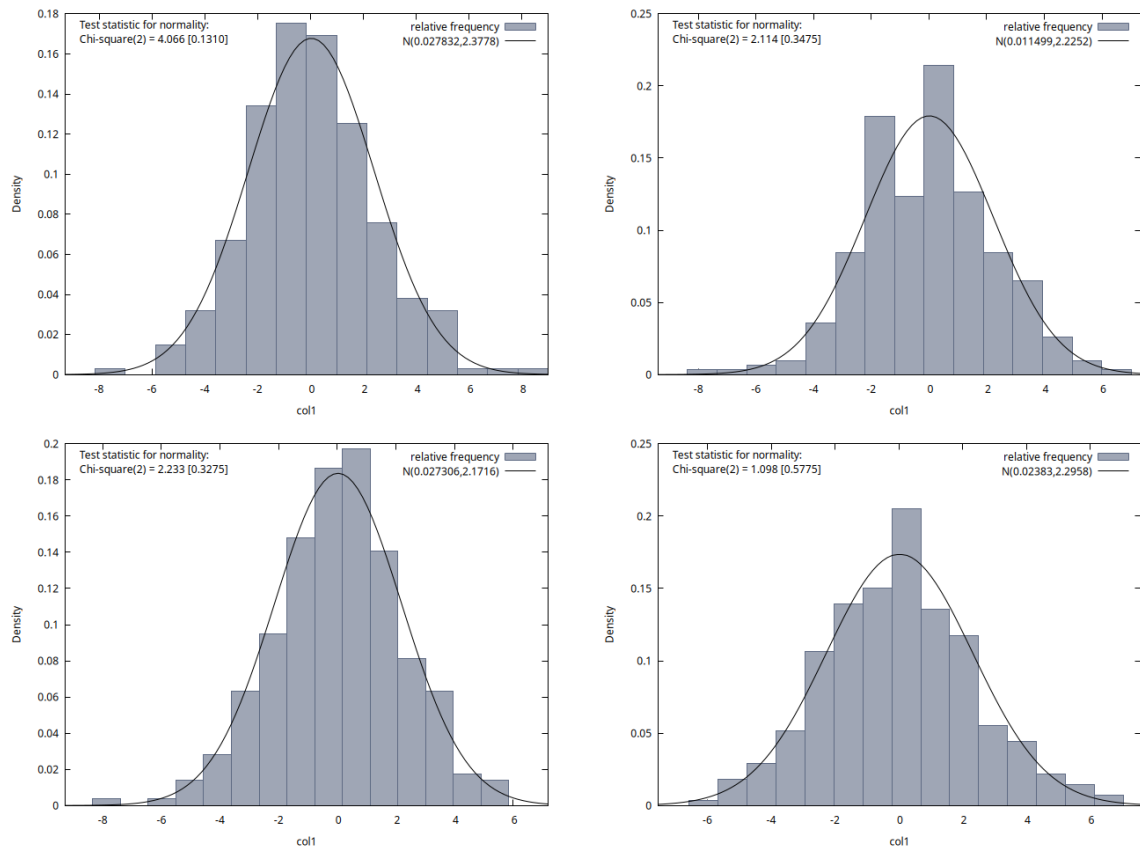 Test statistic for normality:
Chi-square(2) = 4.066 [0.1310]
relative frequency
N(0.027832,2.3778)
0.18
0.16
0.14
0.12
0.1
0.08
0.06
0.04
0.02
0
Density
-8 -6 -4 -2 0 2 4 6 8
col1
Test statistic for normality:
Chi-square(2) = 2.114 [0.3475]
relative frequency
N(0.011499,2.2252)
0.25
0.2
0.15
0.1
0.05
0
Density
-8 -6 -4 -2 0 2 4 6
col1
Test statistic for normality:
Chi-square(2) = 2.233 [0.3275]
relative frequency
N(0.027306,2.1716)
0.2
0.18
0.16
0.14
0.12
0.1
0.08
0.06
0.04
0.02
0
Density
-8 -6 -4 -2 0 2 4 6
col1
Test statistic for normality:
Chi-square(2) = 1.098 [0.5775]
relative frequency
N(0.02383,2.2958)
0.25
0.2
0.15
0.1
0.05
0
Density
-6 -4 -2 0 2 4 6
col1